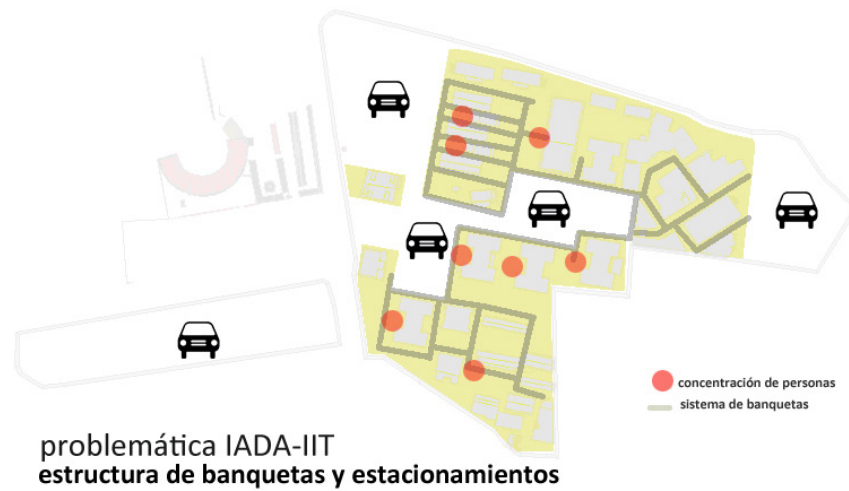 concentración de personas
sistema de banquetas
problemática IADA-IIT
estructura de banquetas y estacionamientos